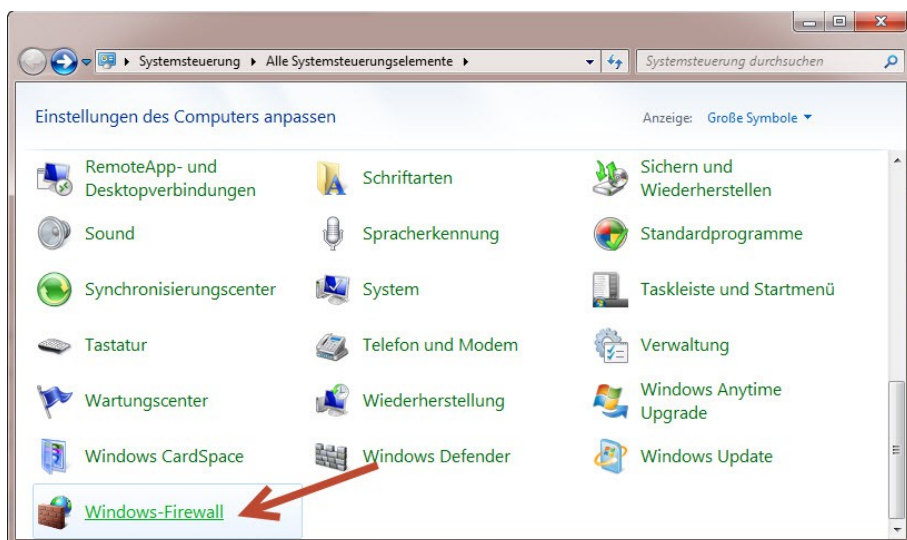 Systemsteuerung ▸ Alle Systemsteuerungselemente ▸
Systemsteuerung durchsuchen
Einstellungen des Computers anpassen
Anzeige: Große Symbole
RemoteApp- und
Desktopverbindungen
Schriftarten
Sichern und
Wiederherstellen
Sound
Spracherkennung
Standardprogramme
Synchronisierungscenter
System
Taskleiste und Startmenü
Tastatur
Telefon und Modem
Verwaltung
Wartungscenter
Wiederherstellung
Windows Anytime
Upgrade
Windows CardSpace
Windows Defender
Windows Update
Windows-Firewall